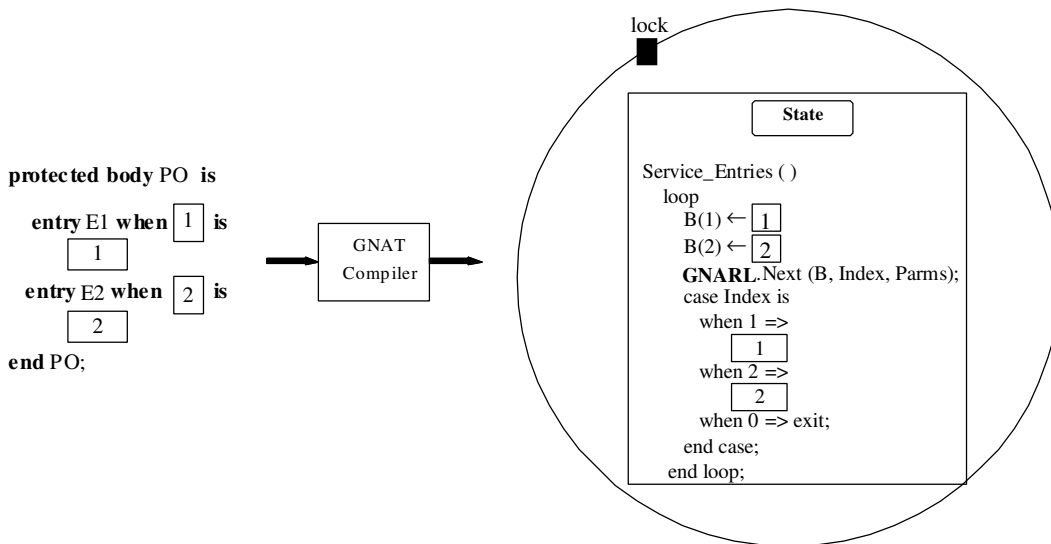 protected body PO is
entry E1 when 1 is
1
entry E2 when 2 is
2
end PO;
GNAT
Compiler
lock
State
Service_Entries ( )
loop
B(1) ← 1
B(2) ← 2
GNARL.Next (B, Index, Parms);
case Index is
when 1 =>
1
when 2 =>
2
when 0 => exit;
end case;
end loop;